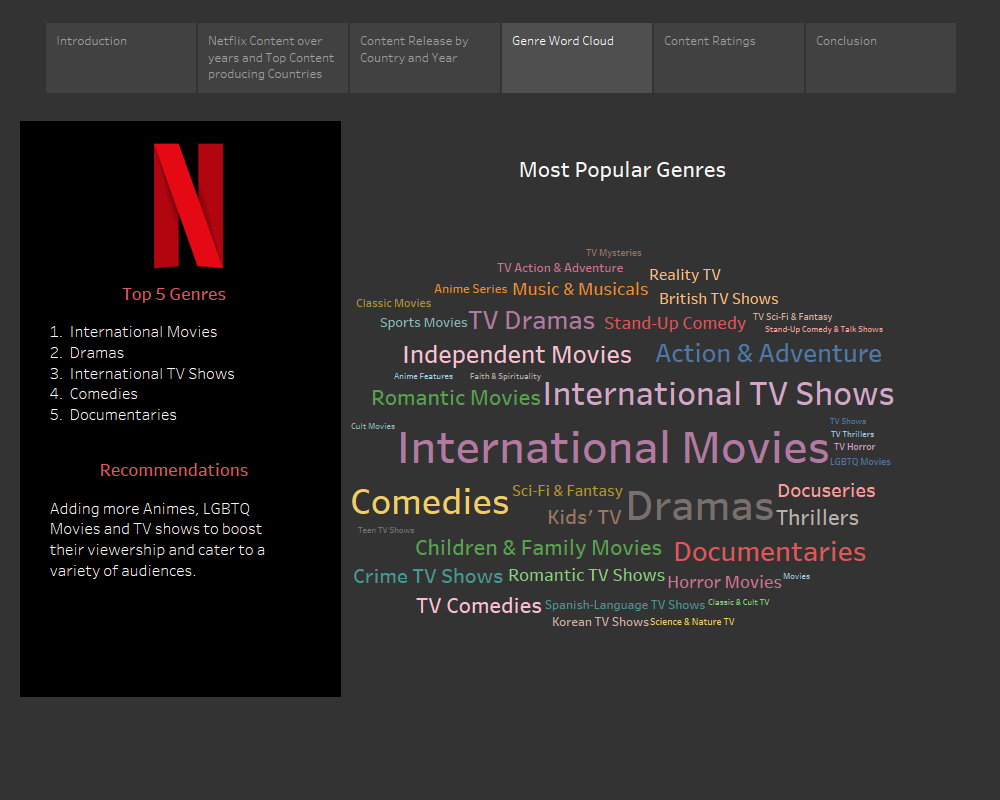 Introduction
Netflix Content over
years and Top Content
producing Countries
Content Release by
Country and Year
Genre Word Cloud
Content Ratings
Conclusion
Top 5 Genres
1. International Movies
2. Dramas
3. International TV Shows
4. Comedies
5. Documentaries
Recommendations
Adding more Animes, LGBTQ
Movies and TV shows to boost
their viewership and cater to a
variety of audiences.
Most Popular Genres
TV Mysteries
TV Action & Adventure
Reality TV
Anime Series
Music & Musicals
British TV Shows
Classic Movies
Sports Movies
TV Dramas
Stand-Up Comedy
TV Sci-Fi & Fantasy
Stand-Up Comedy & Talk Shows
Independent Movies
Action & Adventure
Anime Features
Faith & Spirituality
Romantic Movies
International TV Shows
Cult Movies
International Movies
TV Shows
TV Thrillers
TV Horror
LGBTQ Movies
Comedies
Sci-Fi & Fantasy
Kids' TV
Dramas
Docuseries
Thrillers
Teen TV Shows
Children & Family Movies
Documentaries
Crime TV Shows
Romantic TV Shows
Horror Movies
Movies
TV Comedies
Spanish-Language TV Shows
Classic & Cult TV
Korean TV Shows
Science & Nature TV